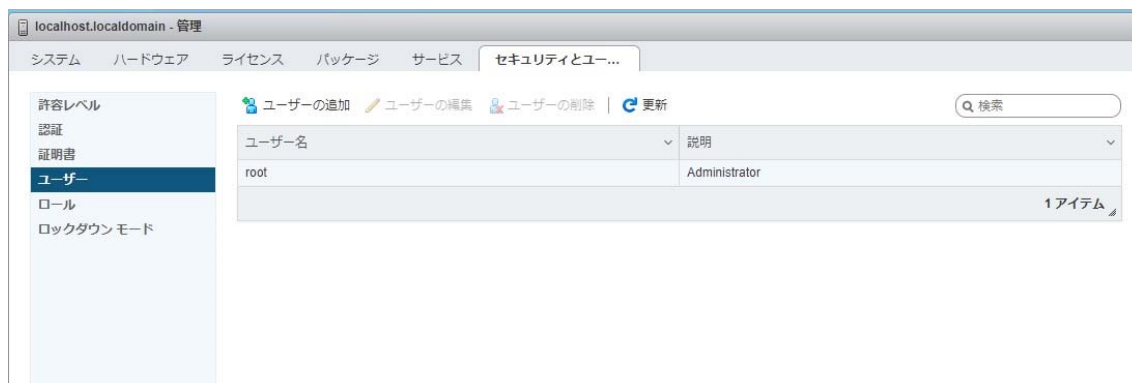 localhost.localdomain - 管理
システム ハードウェア ライセンス パッケージ サービス セキュリティとユー...
許容レベル
認証
証明書
ユーザー
ロール
ロックダウン モード
ユーザーの追加 ユーザーの編集 ユーザーの削除 | 更新
検索
ユーザー名 説明
root Administrator
1 アイテム